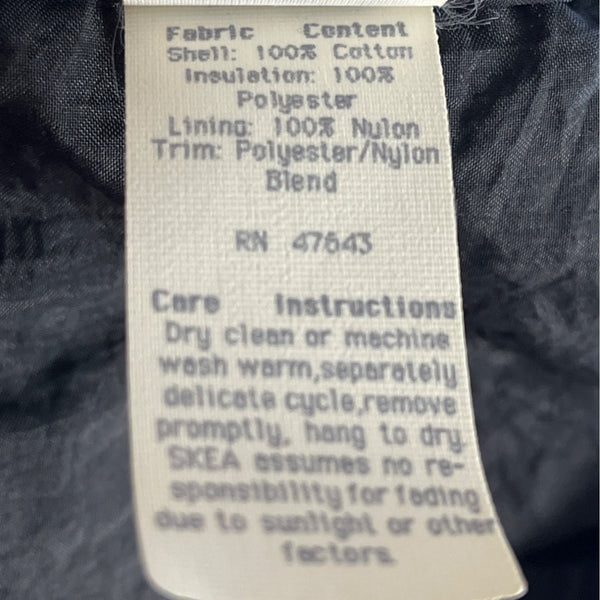 Fabric Content
Shell: 100% Cotton
Insulation: 100%
Polyester
Lining: 100% Nylon
Trim: Polyester/Nylon
Blend
RN 47643
Care Instructions
Dry clean or machine
wash warm,separately
delicate cycle,remove
promptly, hang to dry.
SKEA assumes no re-
sponsibility for fading
due to sunlight or other
factors.